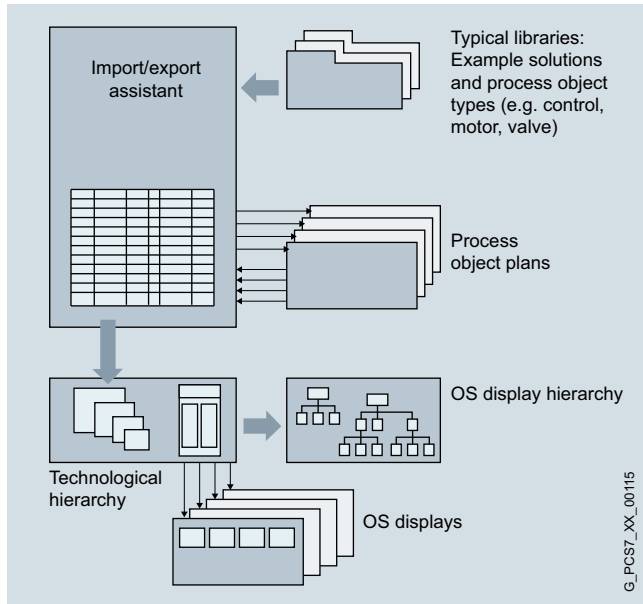 Import/export
assistant
Typical libraries:
Example solutions
and process object
types (e.g. control,
motor, valve)
Process
object plans
OS display hierarchy
Technological
hierarchy
OS displays
G_PCS7_XX_00115